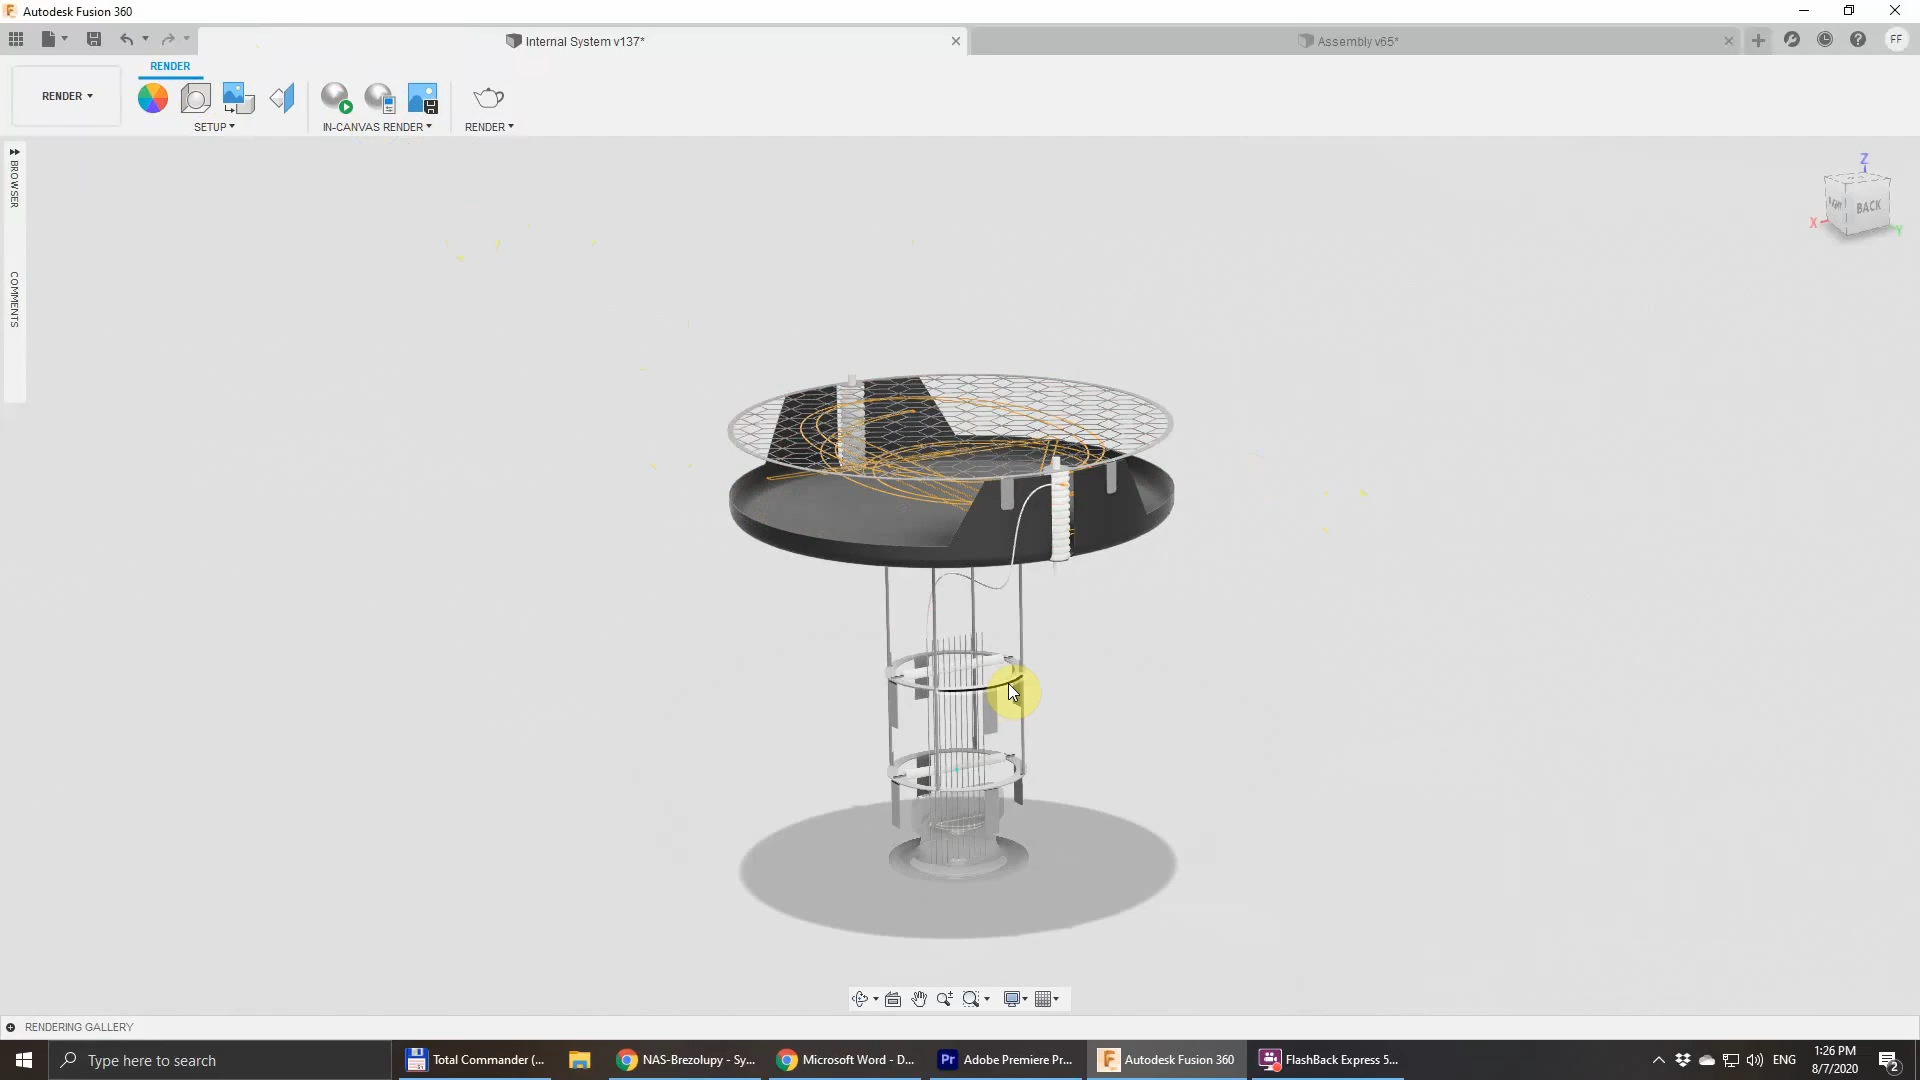 Autodesk Fusion 360
Internal System v137*
Assembly v65*
FF
RENDER
RENDER
SETUP
IN-CANVAS RENDER
RENDER
BROWSER
COMMENTS
Z
BACK
X
Y
RENDERING GALLERY
Type here to search
Total Commander (...
NAS-Brezolupy - Sy...
Microsoft Word - D...
Pr
Adobe Premiere Pr...
Autodesk Fusion 360
FlashBack Express 5...
ENG
1:26 PM
8/7/2020
2